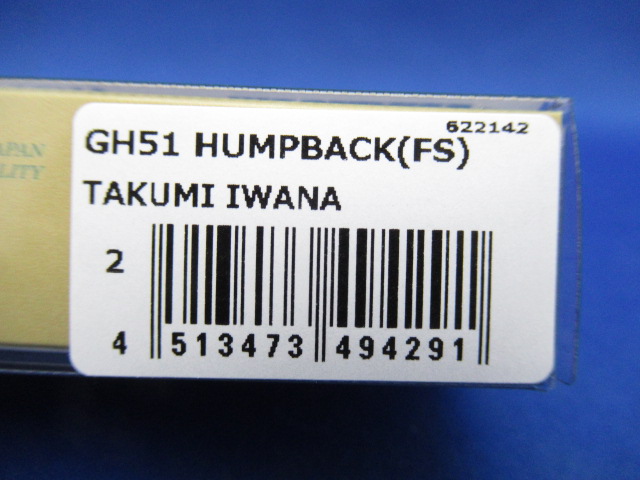 622142
GH51 HUMPBACK(FS)
TAKUMI IWANA
2
4 513473 494291